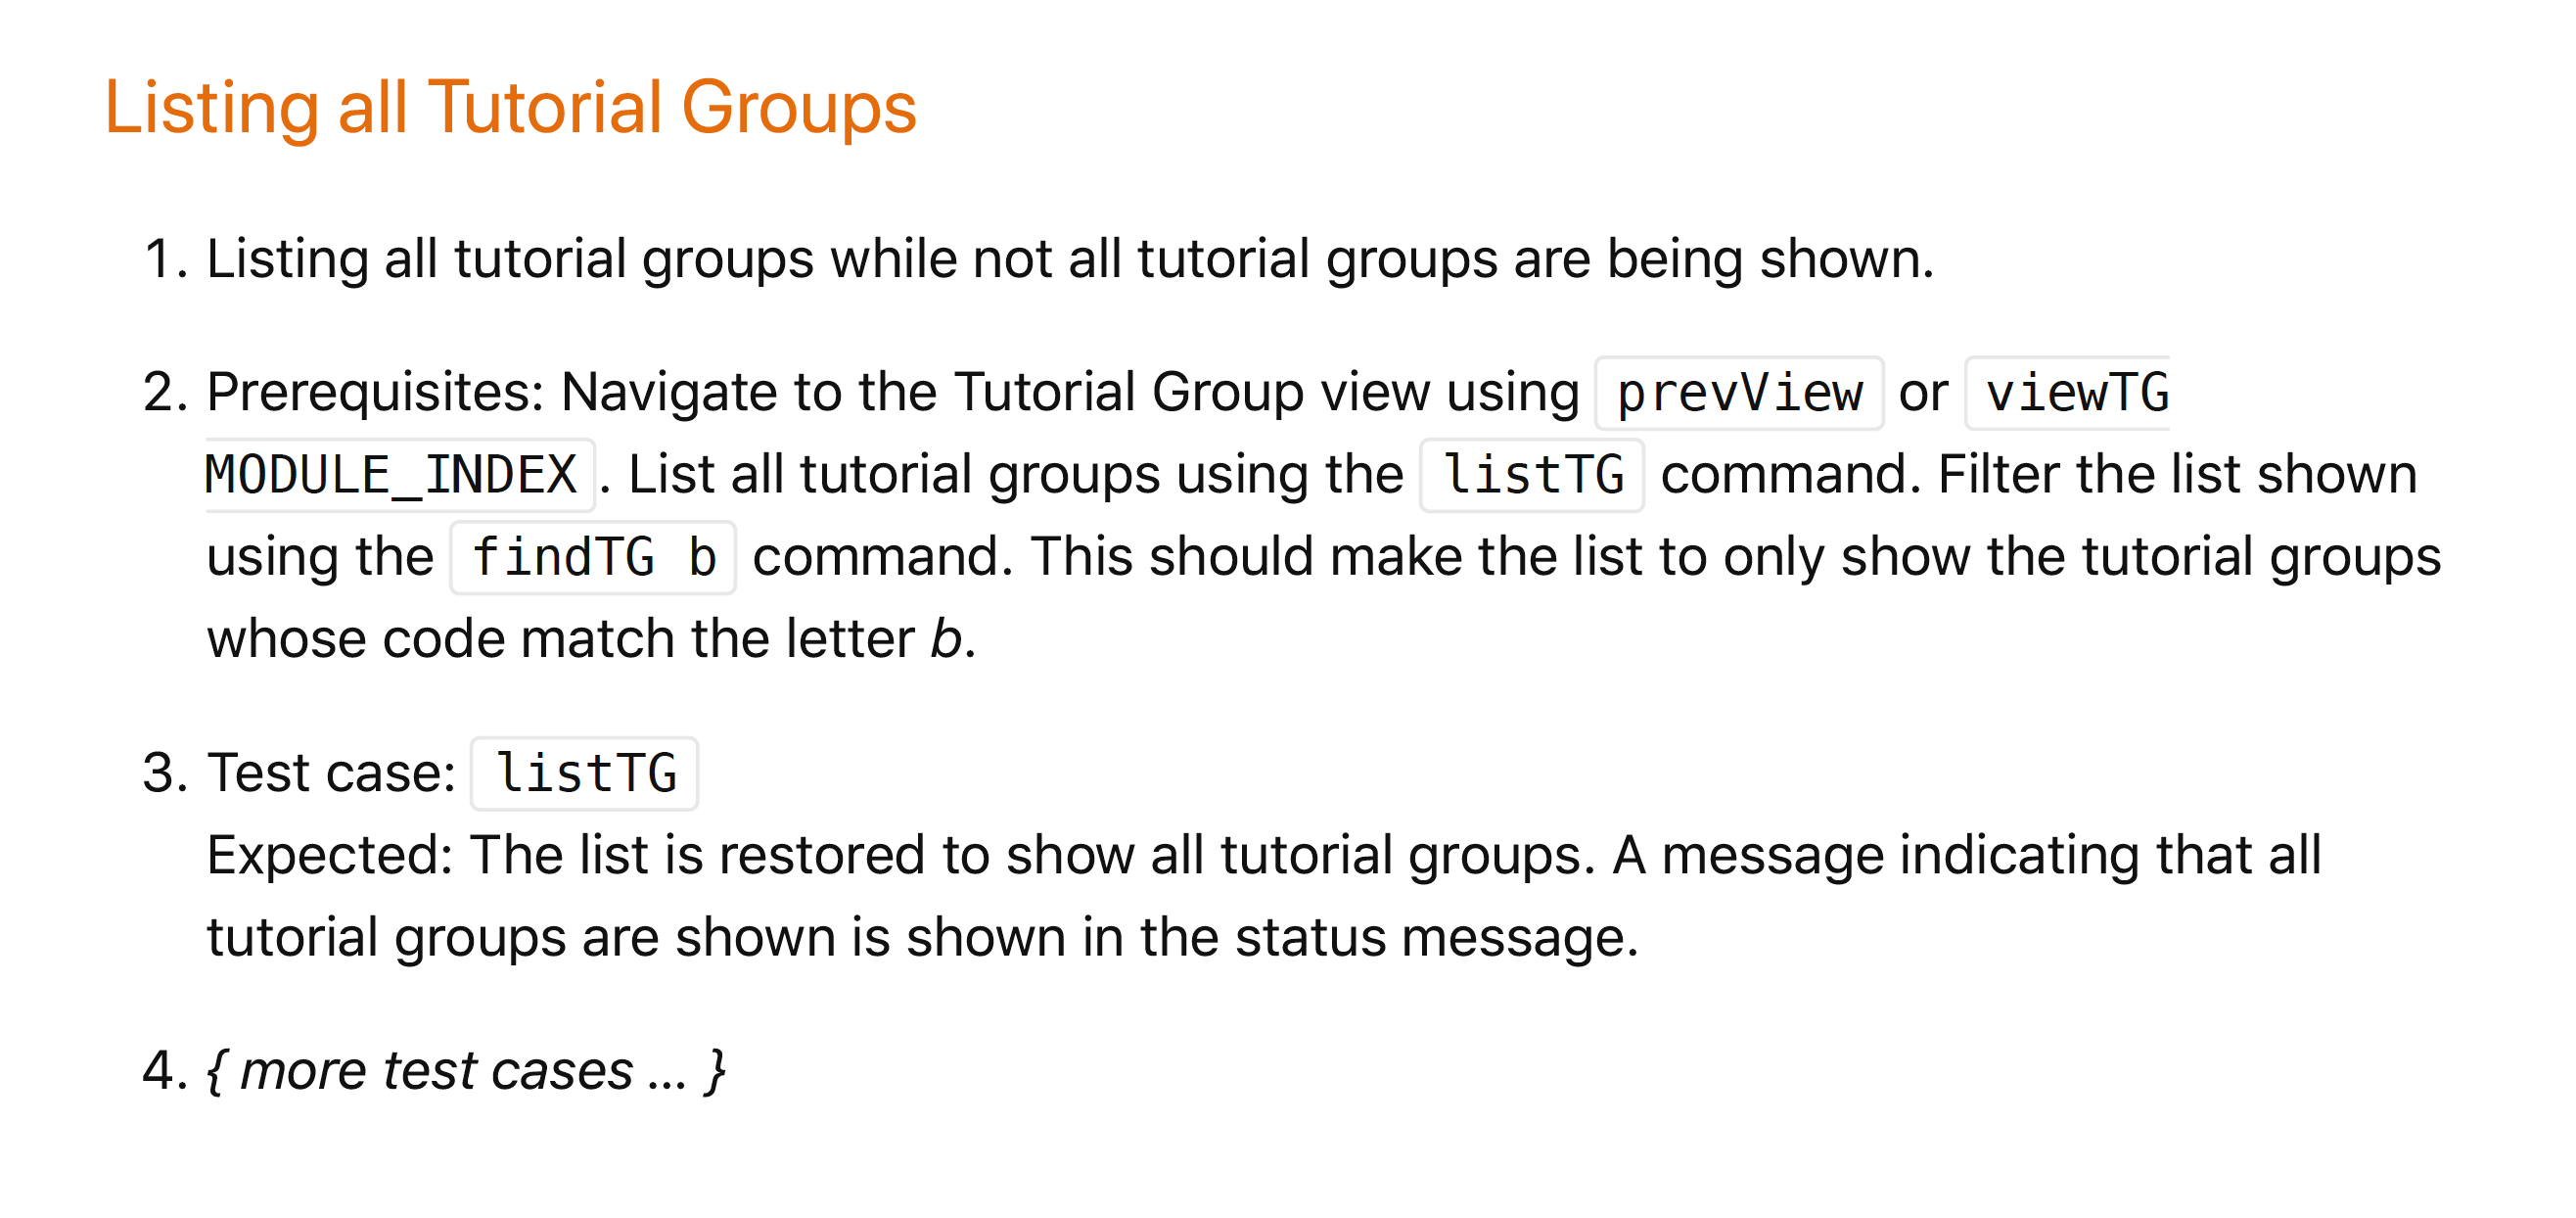 Listing all Tutorial Groups
1. Listing all tutorial groups while not all tutorial groups are being shown.
2. Prerequisites: Navigate to the Tutorial Group view using prevView or viewTG
MODULE_INDEX. List all tutorial groups using the listTG command. Filter the list shown
using the findTG b command. This should make the list to only show the tutorial groups
whose code match the letter b.
3. Test case: listTG
Expected: The list is restored to show all tutorial groups. A message indicating that all
tutorial groups are shown is shown in the status message.
4. { more test cases … }